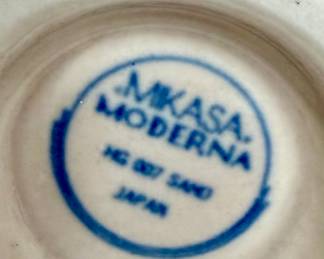 MIKASA
MODERNA
HG 007 SAND
JAPAN